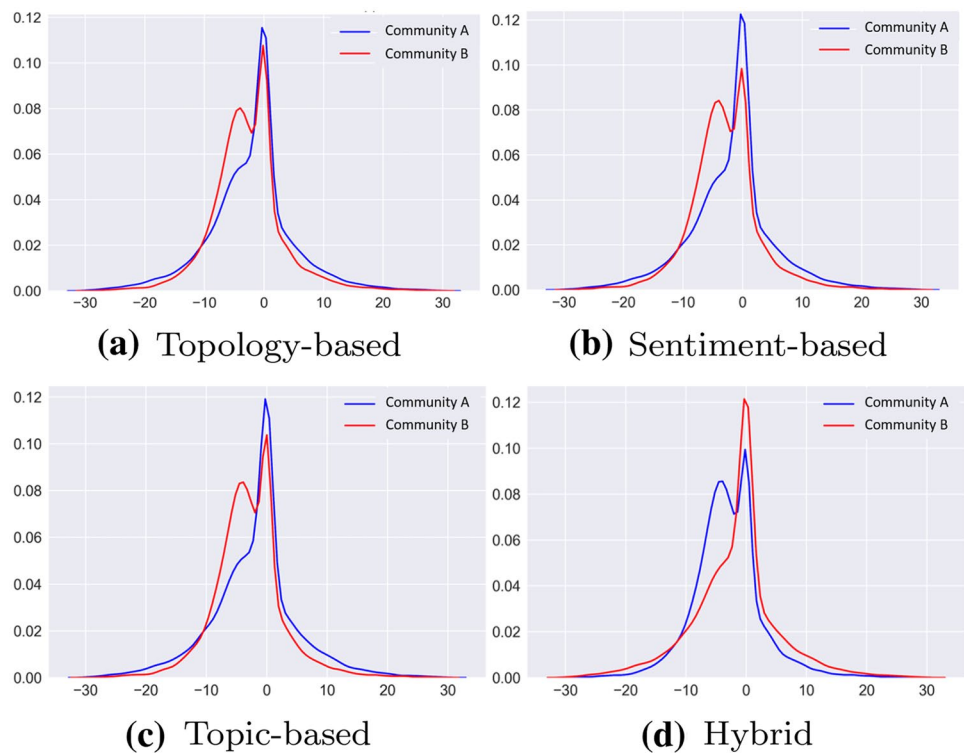 0.12
0.10
0.08
0.06
0.04
0.02
0.00
−30 −20 −10 0 10 20 30
Community A
Community B
(a) Topology-based
0.12
0.10
0.08
0.06
0.04
0.02
0.00
−30 −20 −10 0 10 20 30
Community A
Community B
(b) Sentiment-based
0.12
0.10
0.08
0.06
0.04
0.02
0.00
−30 −20 −10 0 10 20 30
Community A
Community B
(c) Topic-based
0.12
0.10
0.08
0.06
0.04
0.02
0.00
−30 −20 −10 0 10 20 30
Community A
Community B
(d) Hybrid